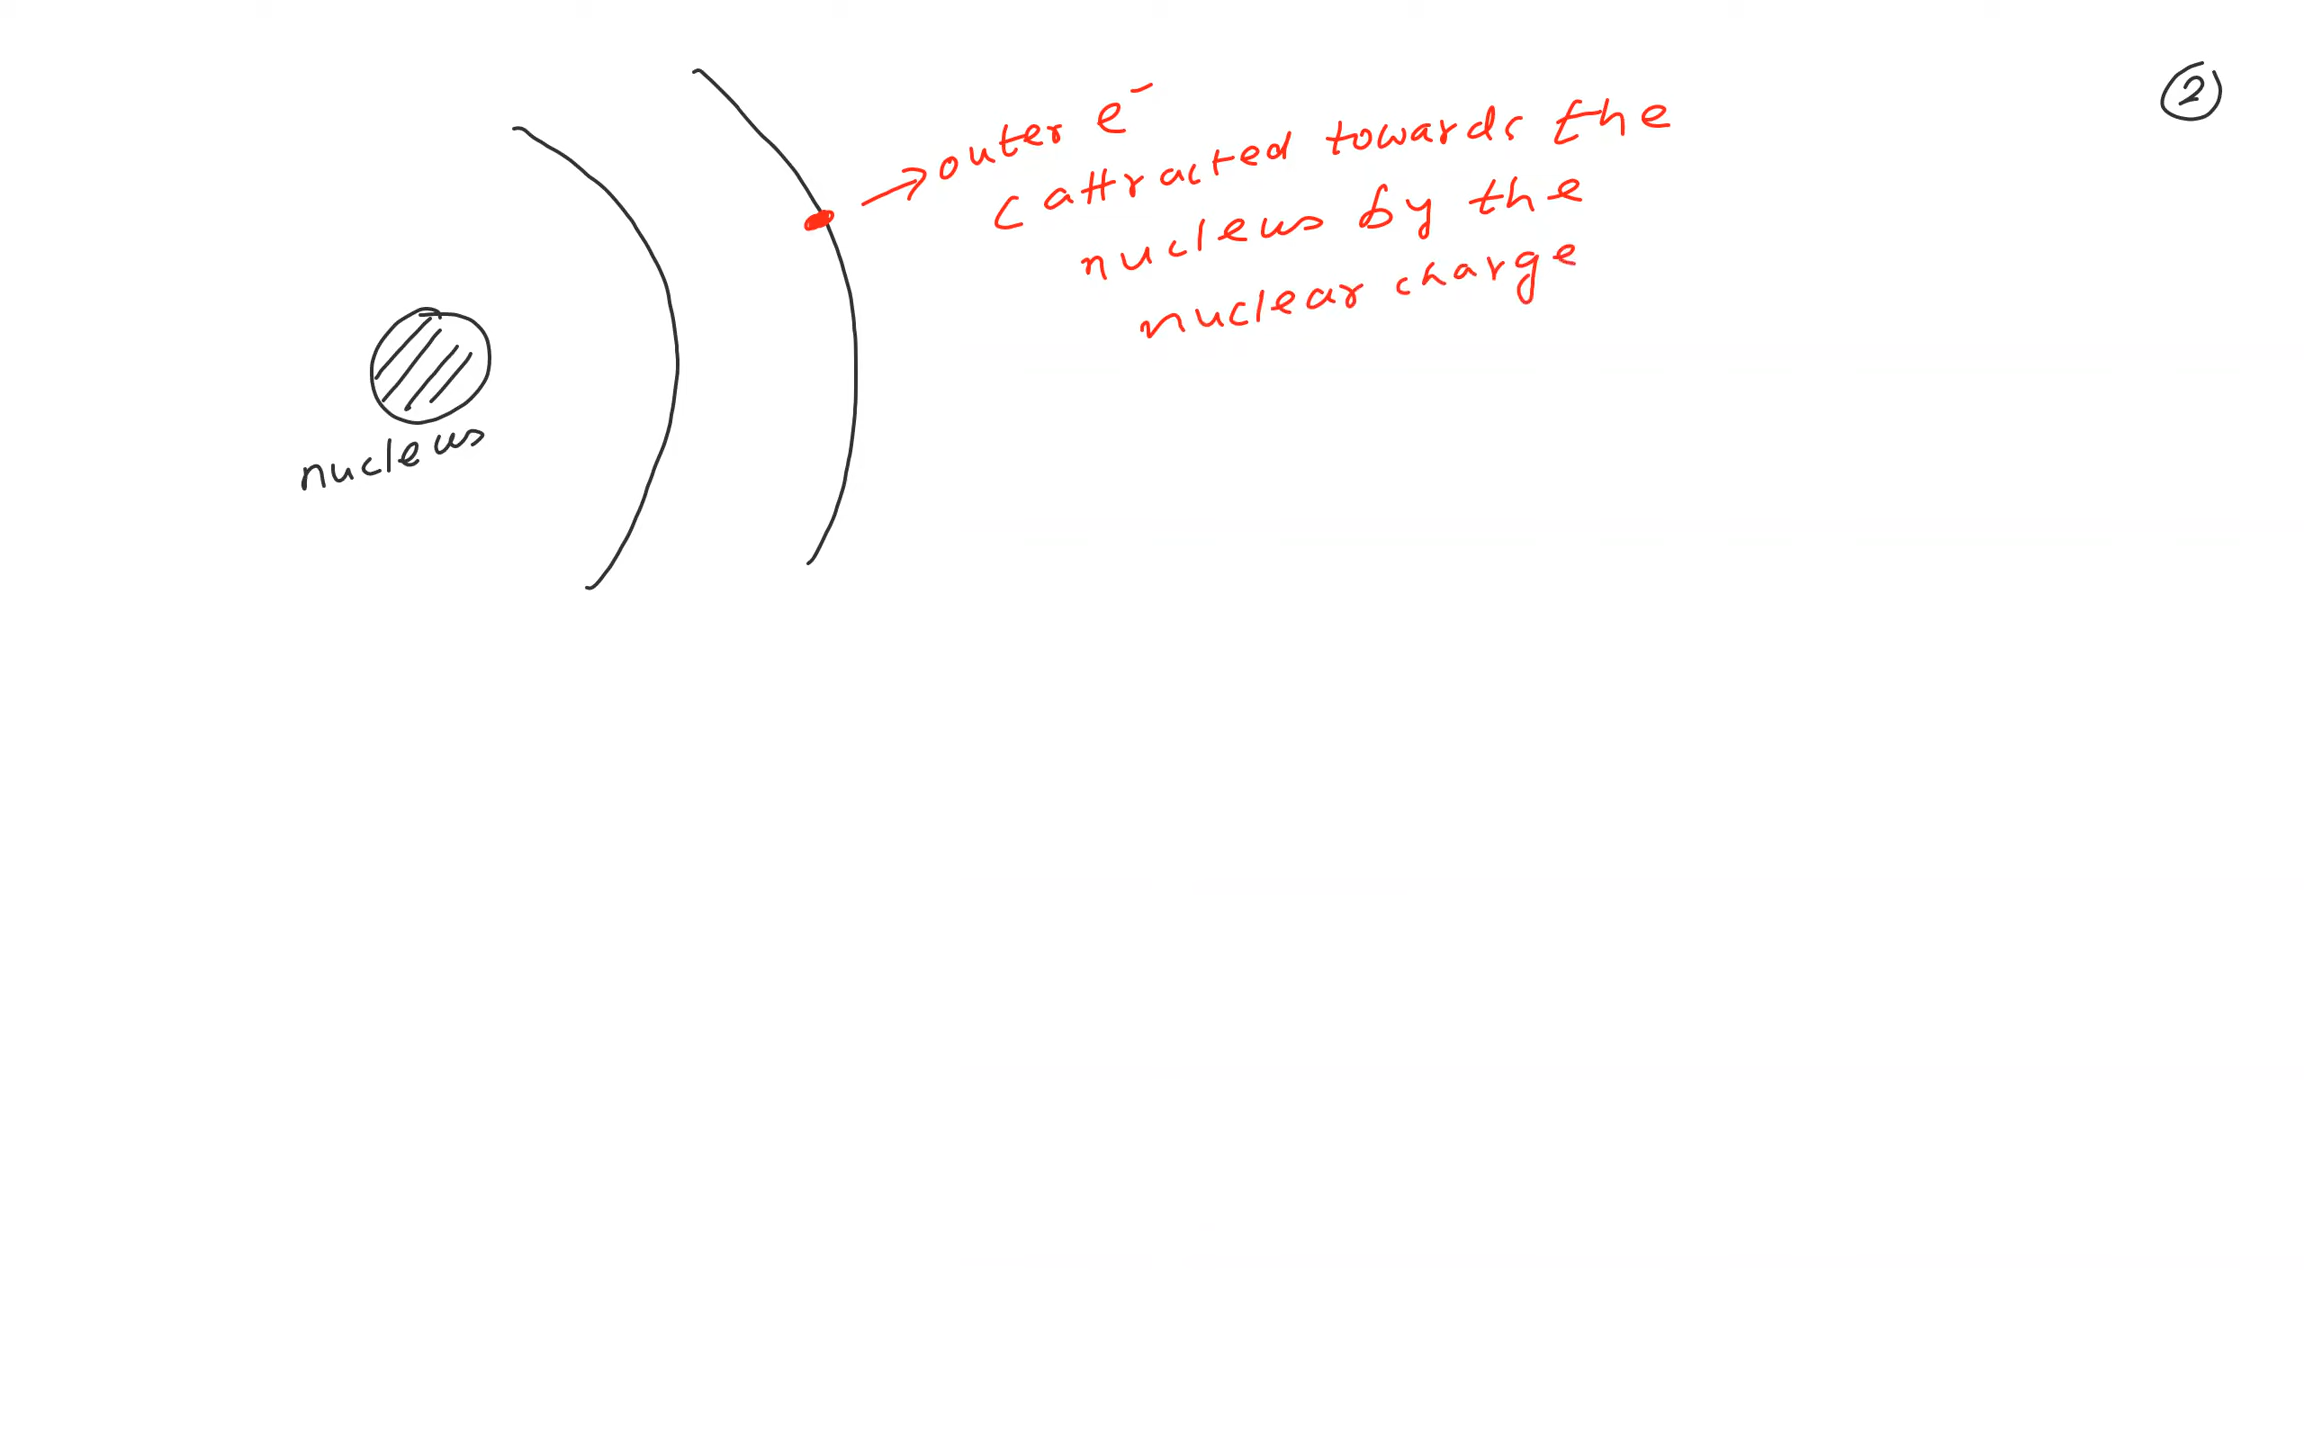 ②
outer e⁻
(attracted towards the
nucleus by the
nuclear charge
nucleus